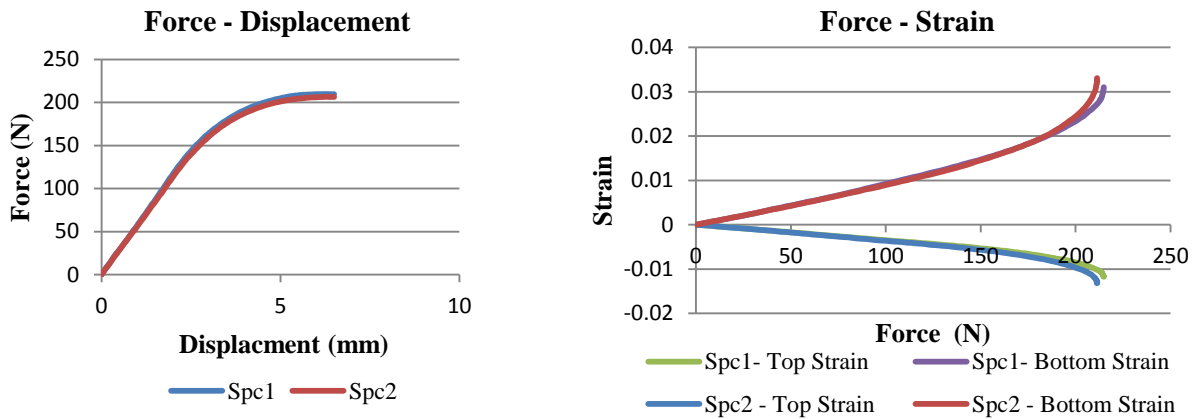 Force - Displacement
250
200
150
100
50
0
0 5 10
Force (N)
Displacment (mm)
Spc1 Spc2
Force - Strain
0.04
0.03
0.02
0.01
0
-0.01
-0.02
0 50 100 150 200 250
Strain
Force (N)
Spc1- Top Strain Spc1- Bottom Strain
Spc2 - Top Strain Spc2 - Bottom Strain